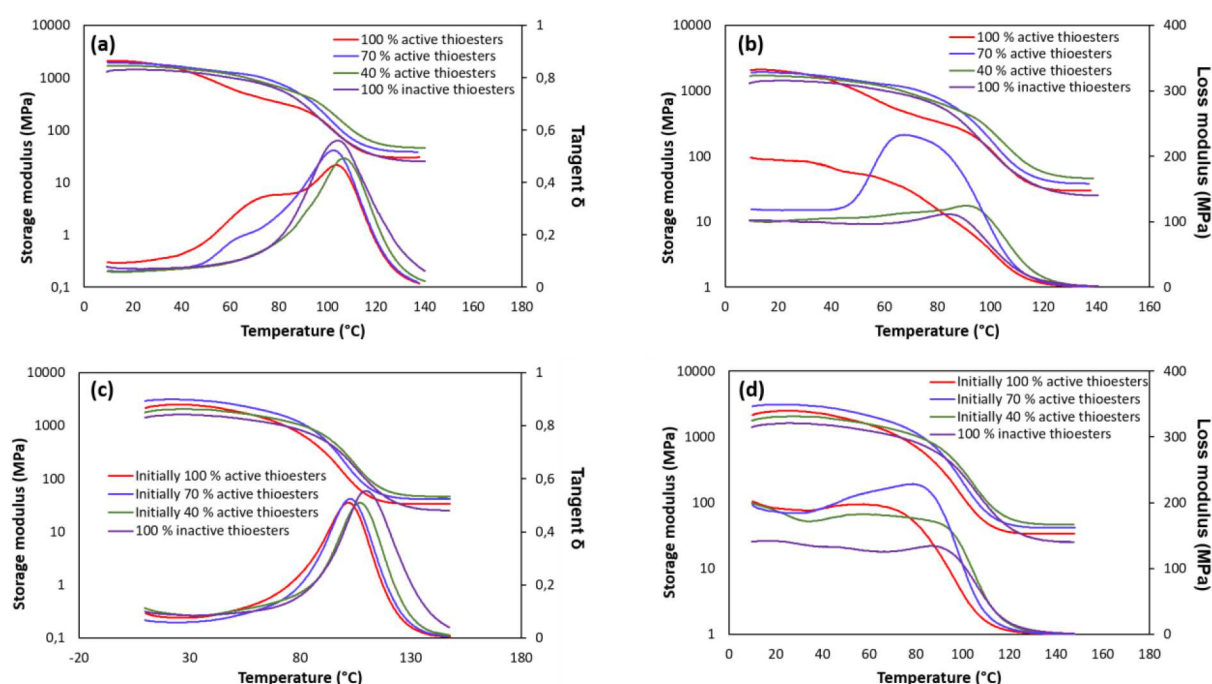 (a)
100 % active thioesters
70 % active thioesters
40 % active thioesters
100 % inactive thioesters
Storage modulus (MPa)
10000
1000
100
10
1
0,1
1
0,8
0,6
0,4
0,2
0
Tangent δ
0 20 40 60 80 100 120 140 160 180
Temperature (°C)
(b)
100 % active thioesters
70 % active thioesters
40 % active thioesters
100 % inactive thioesters
Storage modulus (MPa)
10000
1000
100
10
1
400
300
200
100
0
Loss modulus (MPa)
0 20 40 60 80 100 120 140 160
Temperature (°C)
(c)
Initially 100 % active thioesters
Initially 70 % active thioesters
Initially 40 % active thioesters
100 % inactive thioesters
Storage modulus (MPa)
10000
1000
100
10
1
0,1
1
0,8
0,6
0,4
0,2
0
Tangent δ
-20 30 80 130 180
Temperature (°C)
(d)
Initially 100 % active thioesters
Initially 70 % active thioesters
Initially 40 % active thioesters
100 % inactive thioesters
Storage modulus (MPa)
10000
1000
100
10
1
400
300
200
100
0
Loss modulus (MPa)
0 20 40 60 80 100 120 140 160
Temperature (°C)